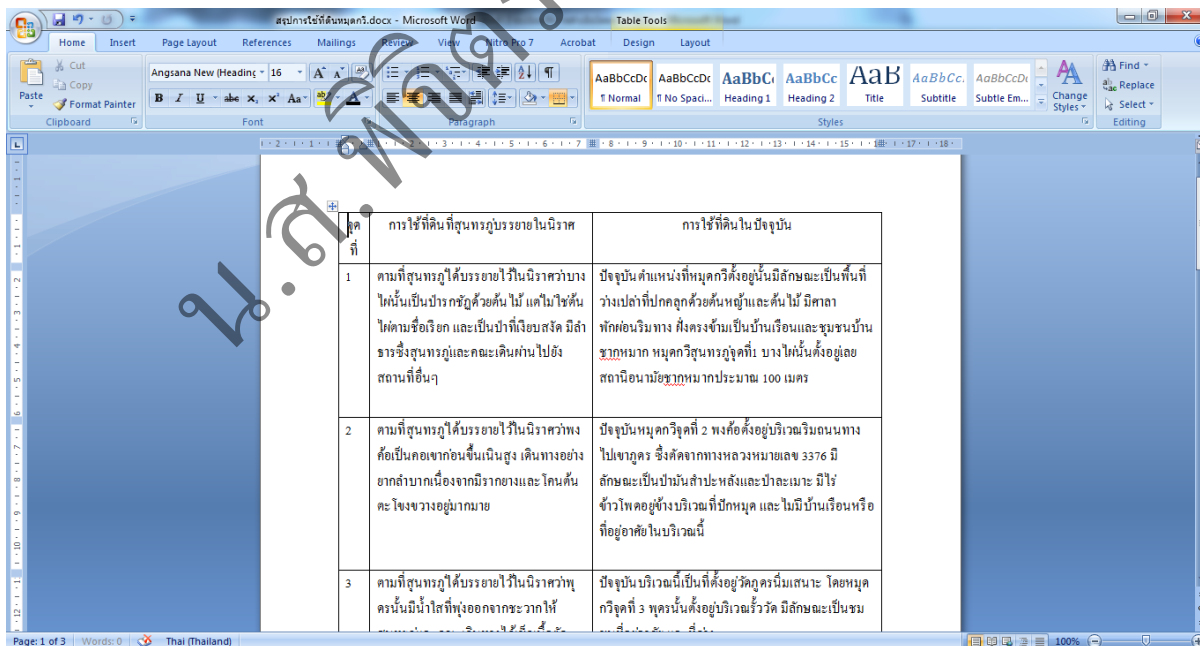 สรุปการใช้ที่ดินหมุดกวี.docx - Microsoft Word
Table Tools
Home Insert Page Layout References Mailings Review View Nitro Pro 7 Acrobat Design Layout
Paste
Cut
Copy
Format Painter
Clipboard
Angsana New (Heading 16
Font
Paragraph
AaBbCcDc AaBbCcDc AaBbC AaBbCc AaB AaBbCc. AaBbCcDc
¶ Normal ¶ No Spaci... Heading 1 Heading 2 Title Subtitle Subtle Em...
Change Styles
Styles
Find
Replace
Select
Editing
น.ส.
จุดที่ การใช้ที่ดินที่สุนทรภู่บรรยายในนิราศ การใช้ที่ดินในปัจจุบัน
1
ตามที่สุนทรภู่ได้บรรยายไว้ในนิราศว่าบาง
ไผ่นั้นเป็นป่ารกชัฏด้วยต้นไม้ แต่ไม่ใช่ต้น
ไผ่ตามชื่อเรียก และเป็นป่าที่เงียบสงัด มีลำ
ธารซึ่งสุนทรภู่และคณะเดินผ่านไปยัง
สถานที่อื่นๆ
ปัจจุบันตำแหน่งที่หมุดกวีตั้งอยู่นั้นมีลักษณะเป็นพื้นที่
ว่างเปล่าที่ปกคลุกด้วยต้นหญ้าและต้นไม้ มีศาลา
พักผ่อนริมทาง ฝั่งตรงข้ามเป็นบ้านเรือนและชุมชนบ้าน
ชากหมาก หมุดกวีสุนทรภู่จุดที่1 บางไผ่นั้นตั้งอยู่เลย
สถานีอนามัยชากหมากประมาณ 100 เมตร
2
ตามที่สุนทรภู่ได้บรรยายไว้ในนิราศว่าพง
ค้อเป็นคอเขาก่อนขึ้นเนินสูง เดินทางอย่าง
ยากลำบากเนื่องจากมีรากยางและโคนต้น
ตะโขงขวางอยู่มากมาย
ปัจจุบันหมุดกวีจุดที่ 2 พงค้อตั้งอยู่บริเวณริมถนนทาง
ไปเขาภูดร ซึ่งตัดจากทางหลวงหมายเลข 3376 มี
ลักษณะเป็นป่ามันสำปะหลังและป่าละเมาะ มีไร่
ข้าวโพดอยู่ข้างบริเวณที่ปักหมุด และไม่มีบ้านเรือนหรือ
ที่อยู่อาศัยในบริเวณนี้
3
ตามที่สุนทรภู่ได้บรรยายไว้ในนิราศว่าพุ
ดรนั้นมีน้ำใสที่พุ่งออกจากชะวากให้
ปัจจุบันบริเวณนี้เป็นที่ตั้งอยู่วัดภูดรนิ่มเสนาะ โดยหมุด
กวีจุดที่ 3 พุดรนั้นตั้งอยู่บริเวณรั้ววัด มีลักษณะเป็นชม
Page: 1 of 3 Words: 0 Thai (Thailand) 100%